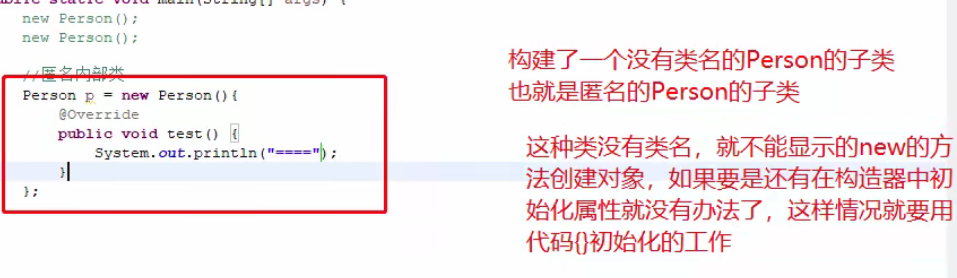 public static void main(String[] args) {
new Person();
new Person();
//匿名内部类
Person p = new Person(){
@Override
public void test() {
System.out.println("====");
}
};
构建了一个没有类名的Person的子类
也就是匿名的Person的子类
这种类没有类名，就不能显示的new的方
法创建对象，如果要是还有在构造器中初
始化属性就没有办法了，这样情况就要用
代码{}初始化的工作